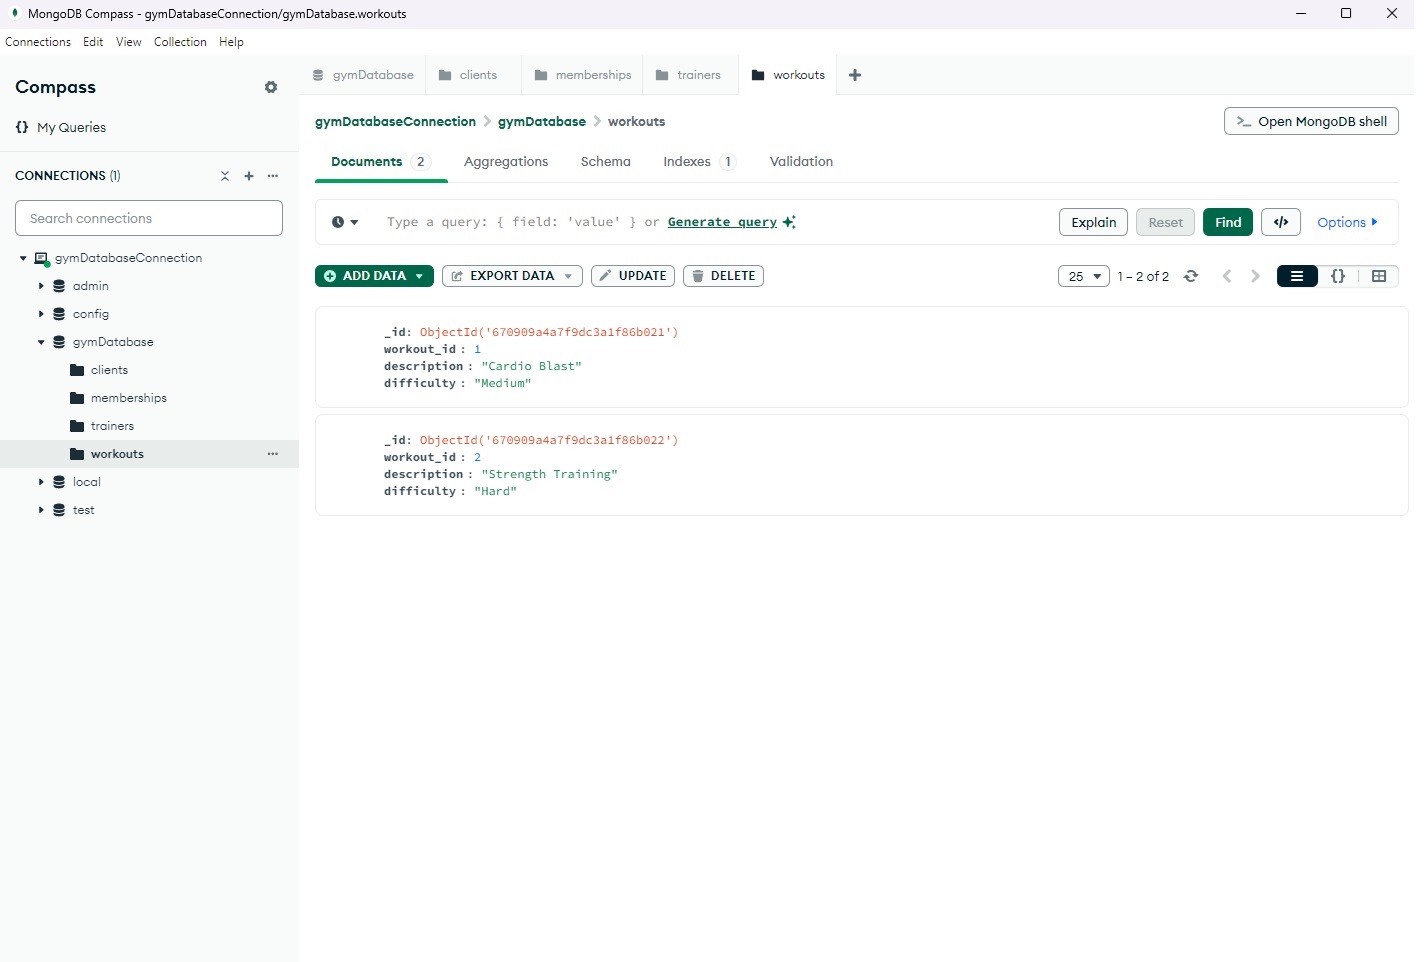 MongoDB Compass - gymDatabaseConnection/gymDatabase.workouts
Connections Edit View Collection Help
Compass
{} My Queries
CONNECTIONS (1)
Search connections
gymDatabaseConnection
admin
config
gymDatabase
clients
memberships
trainers
workouts
local
test
gymDatabase clients memberships trainers workouts
gymDatabaseConnection > gymDatabase > workouts
>_ Open MongoDB shell
Documents 2 Aggregations Schema Indexes 1 Validation
Type a query: { field: 'value' } or Generate query
Explain Reset Find </> Options
ADD DATA EXPORT DATA UPDATE DELETE
25 1 – 2 of 2 {}
_id: ObjectId('670909a4a7f9dc3a1f86b021')
workout_id : 1
description : "Cardio Blast"
difficulty : "Medium"
_id: ObjectId('670909a4a7f9dc3a1f86b022')
workout_id : 2
description : "Strength Training"
difficulty : "Hard"